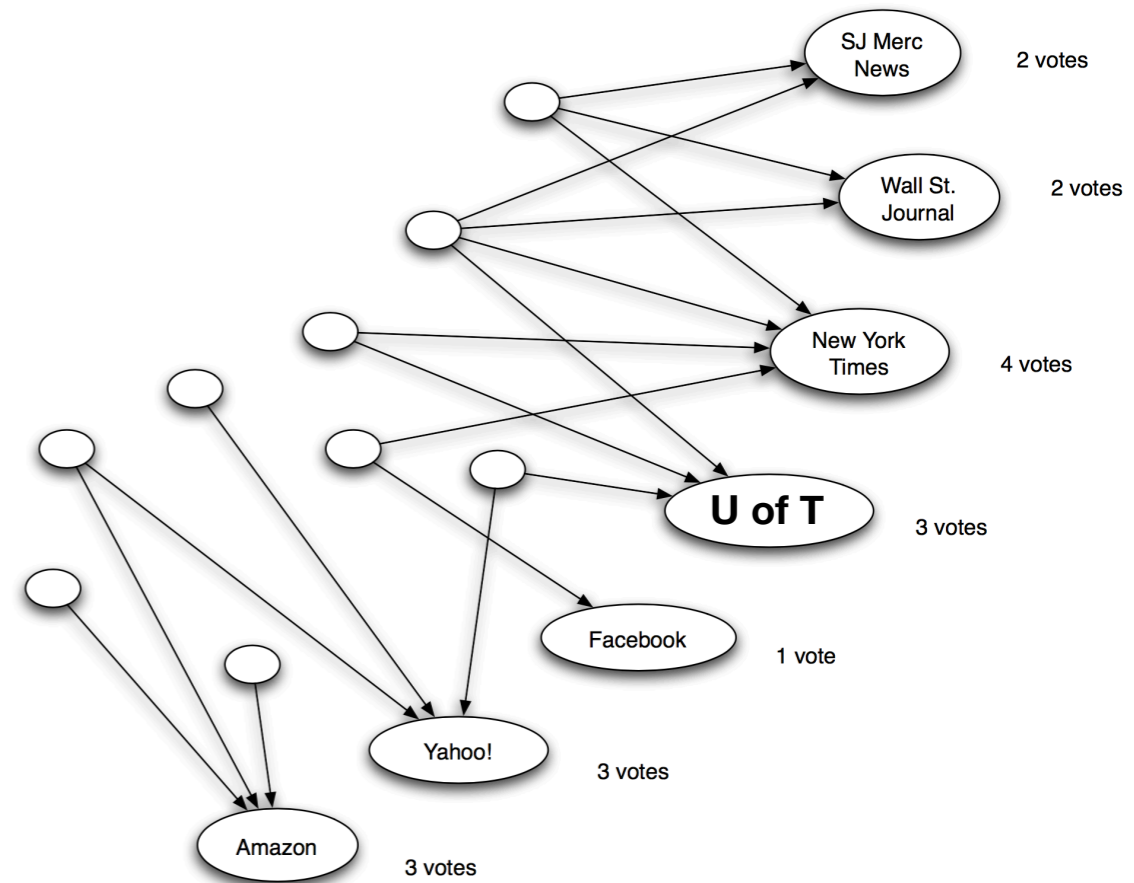 SJ Merc
News
2 votes
Wall St.
Journal
2 votes
New York
Times
4 votes
U of T
3 votes
Facebook
1 vote
Yahoo!
3 votes
Amazon
3 votes